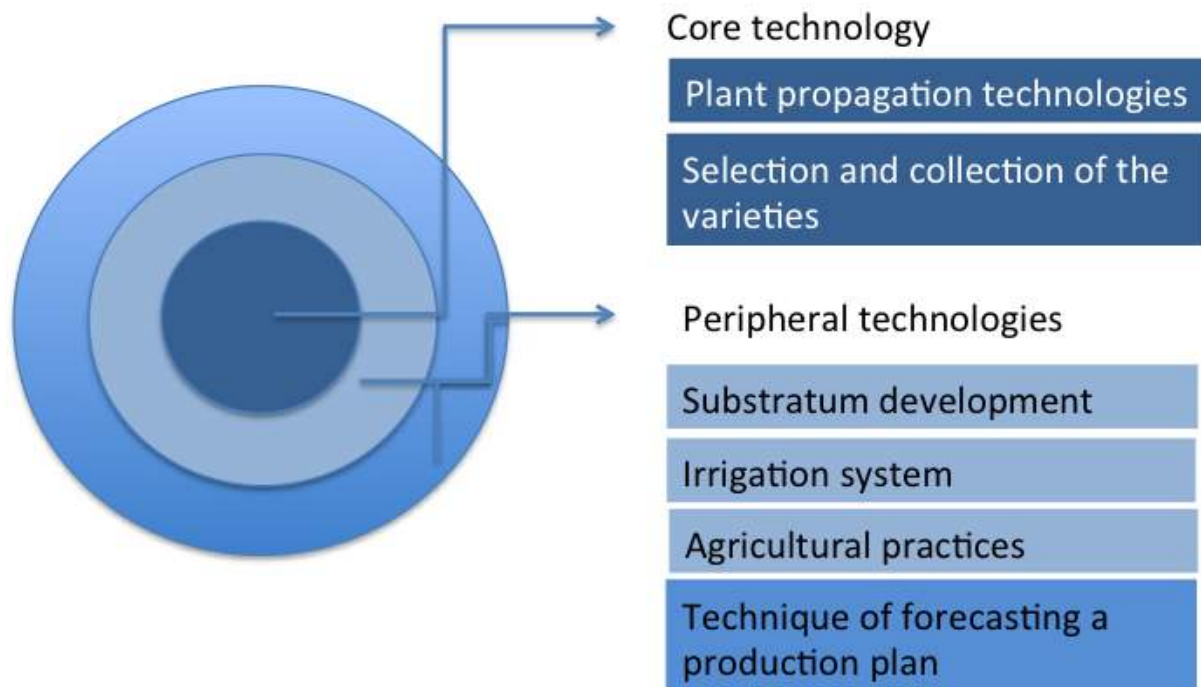 Core technology
Plant propagation technologies
Selection and collection of the
varieties
Peripheral technologies
Substratum development
Irrigation system
Agricultural practices
Technique of forecasting a
production plan